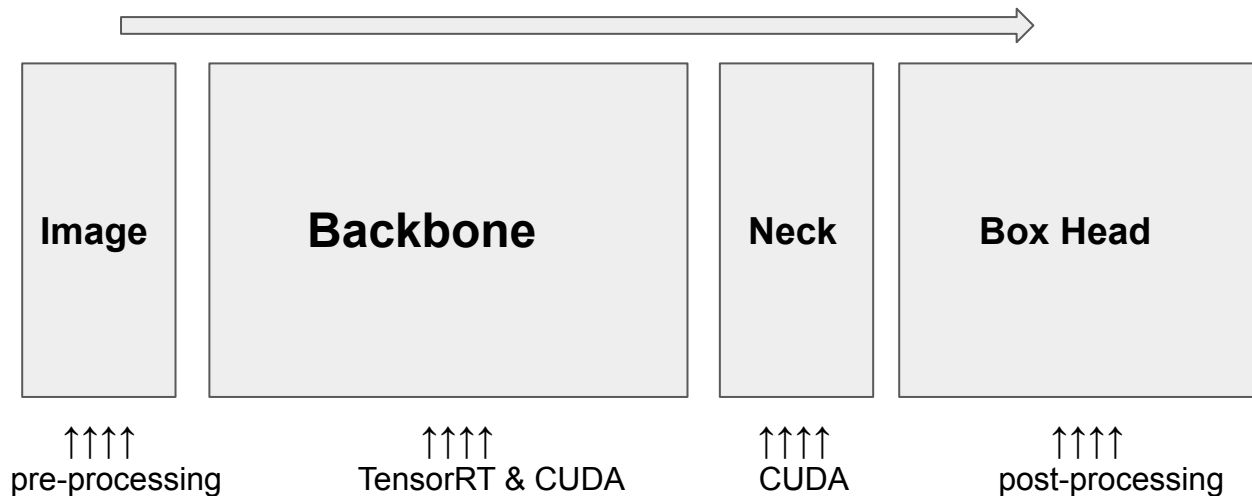 Image
Backbone
Neck
Box Head
↑↑↑↑
↑↑↑↑
↑↑↑↑
↑↑↑↑
pre-processing
TensorRT & CUDA
CUDA
post-processing